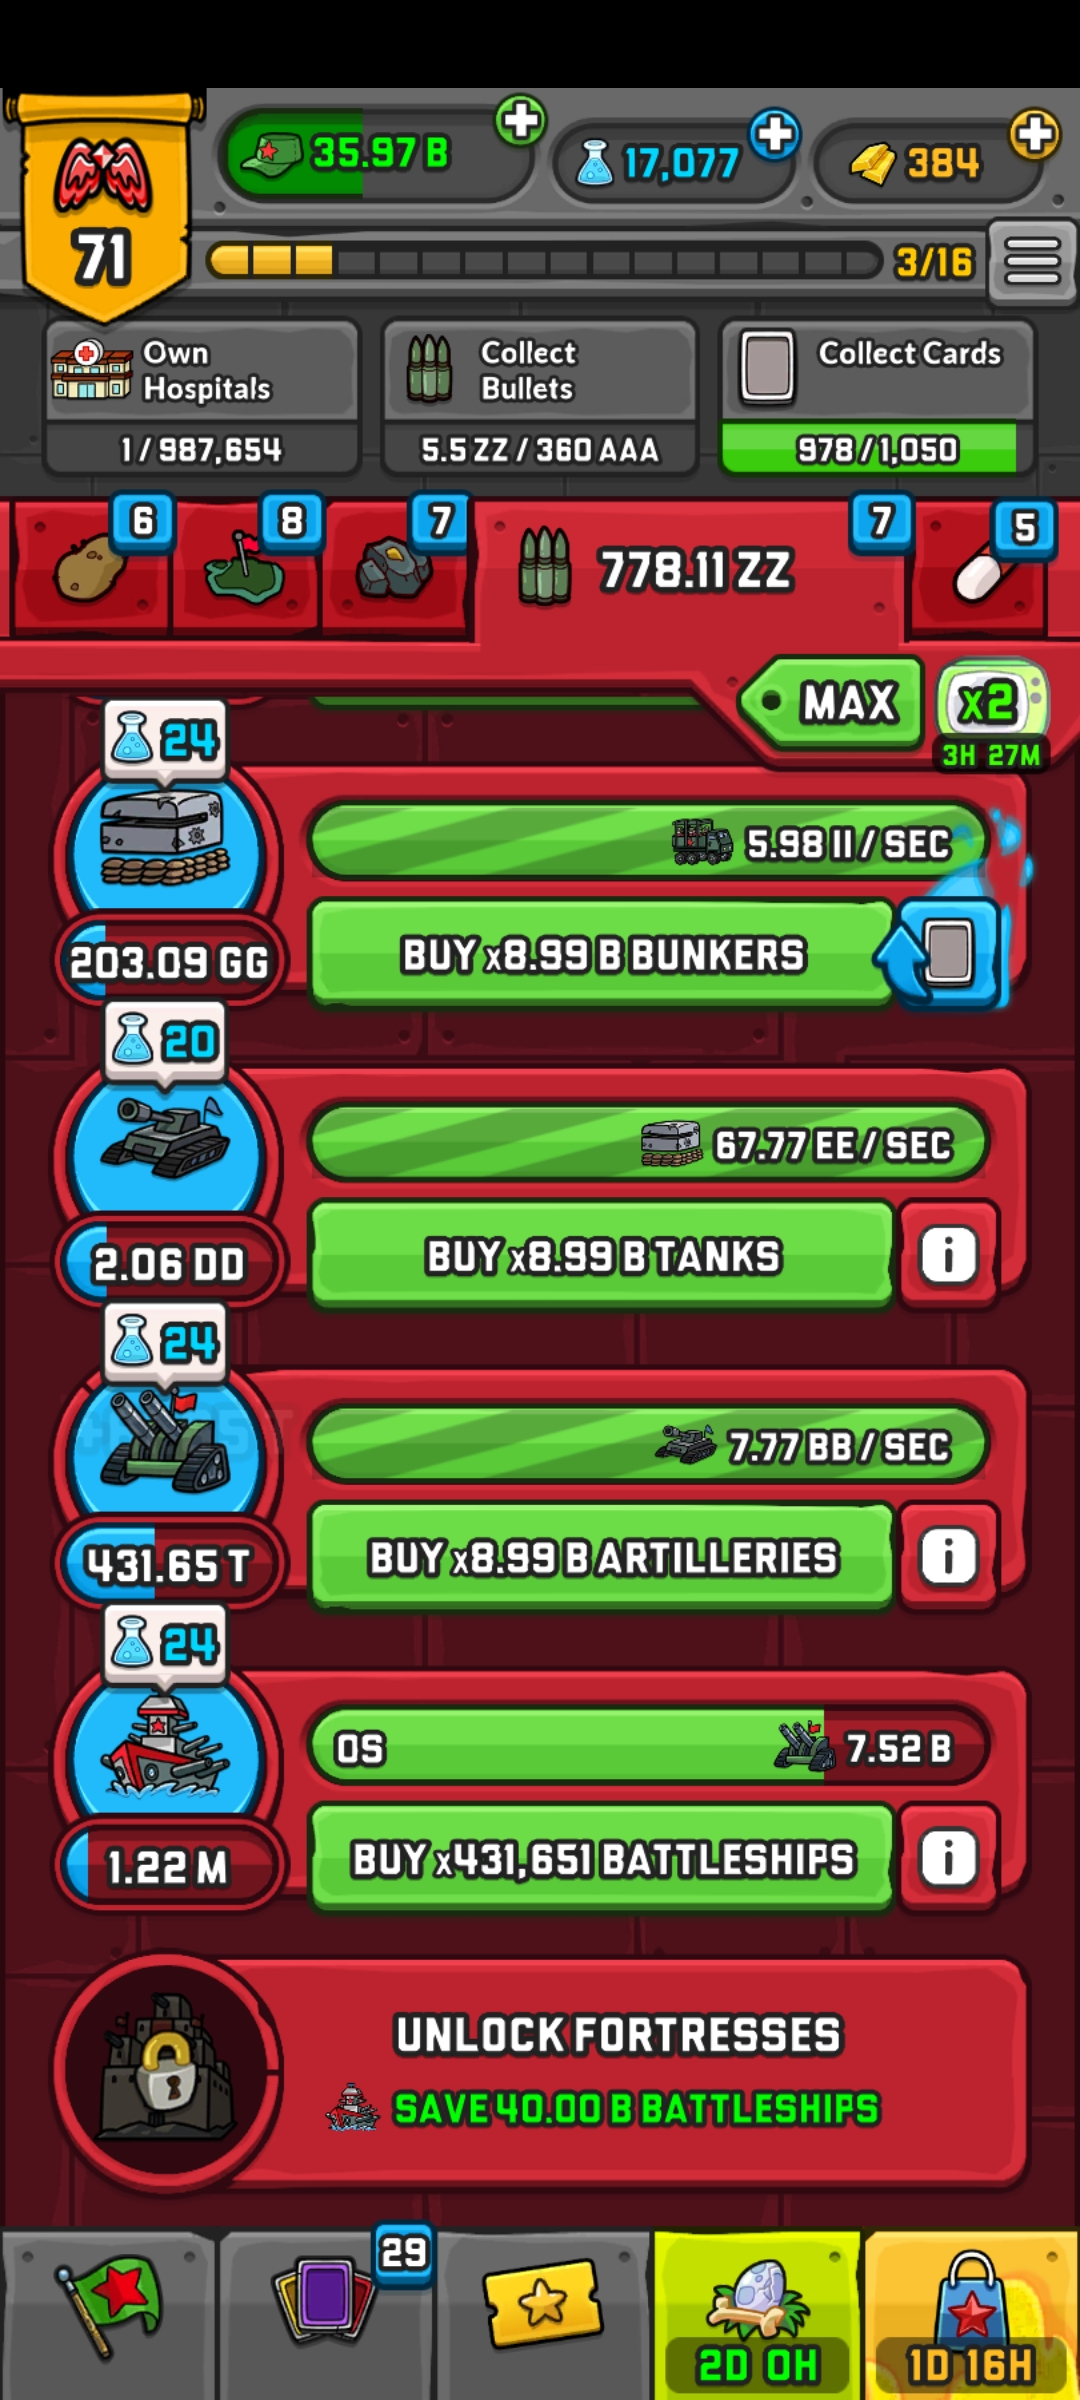 35.97 B
17,077
384
71
3/16
Own
Hospitals
1/987,654
Collect
Bullets
5.5 ZZ / 360 AAA
Collect Cards
978/1,050
6
8
7
778.11 ZZ
7
5
MAX
x2
3H 27M
24
5.98 II / SEC
203.09 GG
BUY x8.99 B BUNKERS
20
67.77 EE / SEC
2.06 DD
BUY x8.99 B TANKS
i
24
7.77 BB / SEC
431.65 T
BUY x8.99 B ARTILLERIES
i
24
0S
7.52 B
1.22 M
BUY x431,651 BATTLESHIPS
i
UNLOCK FORTRESSES
SAVE 40.00 B BATTLESHIPS
29
2D 0H
1D 16H